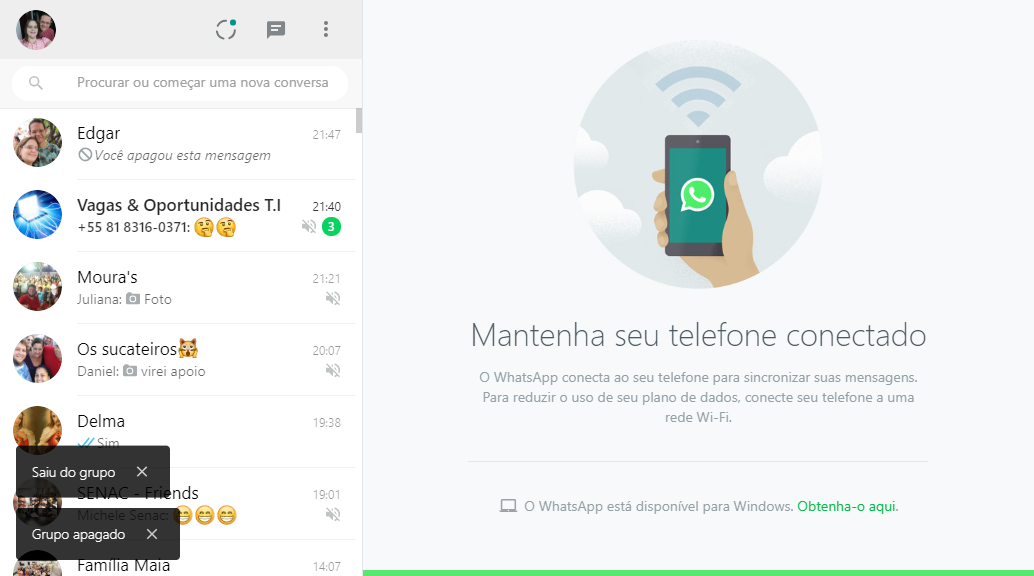 Procurar ou começar uma nova conversa
Edgar 21:47
Você apagou esta mensagem
Vagas & Oportunidades T.I 21:40
+55 81 8316-0371: 🤔🤔 3
Moura's 21:21
Juliana: Foto
Os sucateiros🙀 20:07
Daniel: virei apoio
Delma 19:38
Sim
Saiu do grupo
SENAC - Friends 19:01
Michele Senac: 😁😁😁
Grupo apagado
Família Maia 14:07
Mantenha seu telefone conectado
O WhatsApp conecta ao seu telefone para sincronizar suas mensagens.
Para reduzir o uso de seu plano de dados, conecte seu telefone a uma
rede Wi-Fi.
O WhatsApp está disponível para Windows. Obtenha-o aqui.